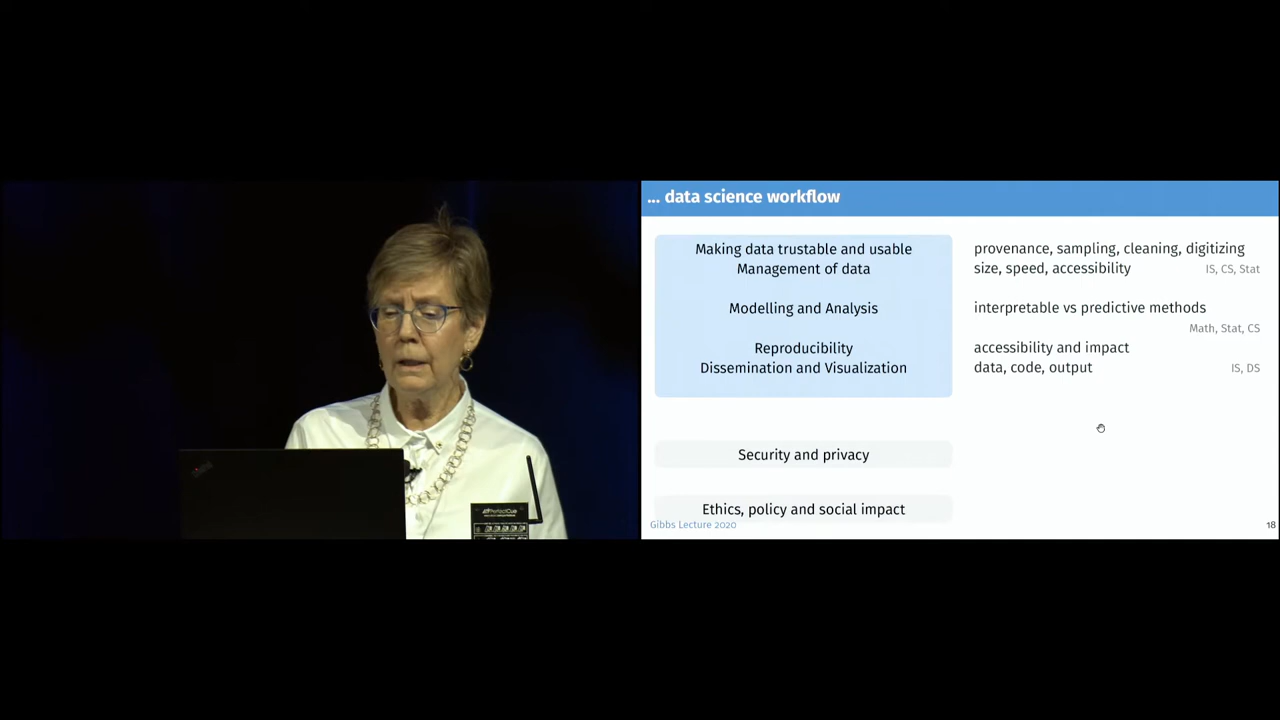 ... data science workflow
Making data trustable and usable
Management of data
Modelling and Analysis
Reproducibility
Dissemination and Visualization
Security and privacy
Ethics, policy and social impact
provenance, sampling, cleaning, digitizing
size, speed, accessibility IS, CS, Stat
interpretable vs predictive methods
Math, Stat, CS
accessibility and impact
data, code, output IS, DS
Gibbs Lecture 2020
18
PerfectCue